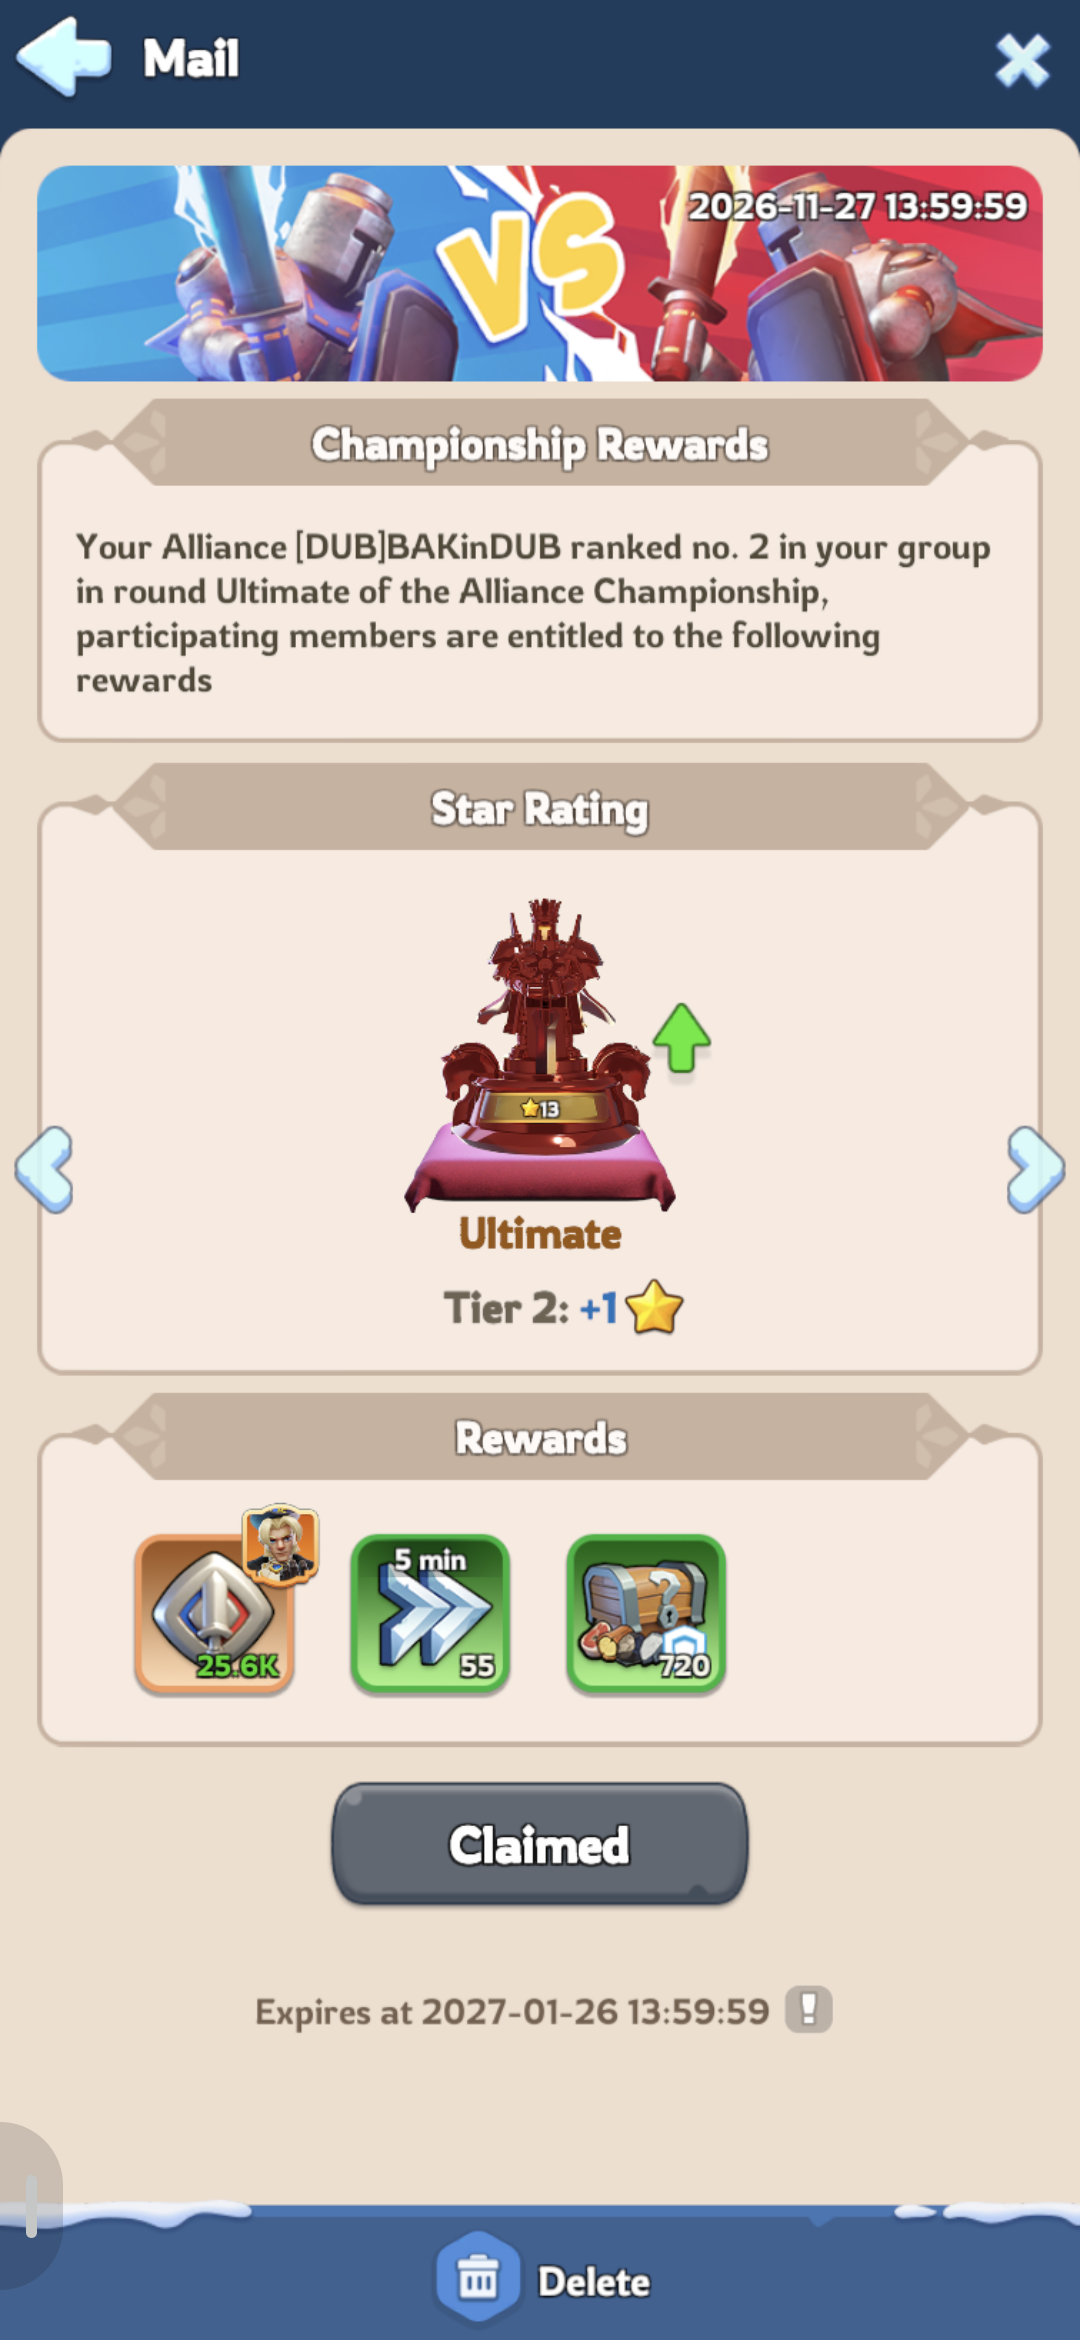 Mail
VS
2026-11-27 13:59:59
Championship Rewards
Your Alliance [DUB]BAKinDUB ranked no. 2 in your group
in round Ultimate of the Alliance Championship,
participating members are entitled to the following
rewards
Star Rating
13
Ultimate
Tier 2: +1
Rewards
25.6K
5 min
55
?
720
Claimed
Expires at 2027-01-26 13:59:59 !
Delete